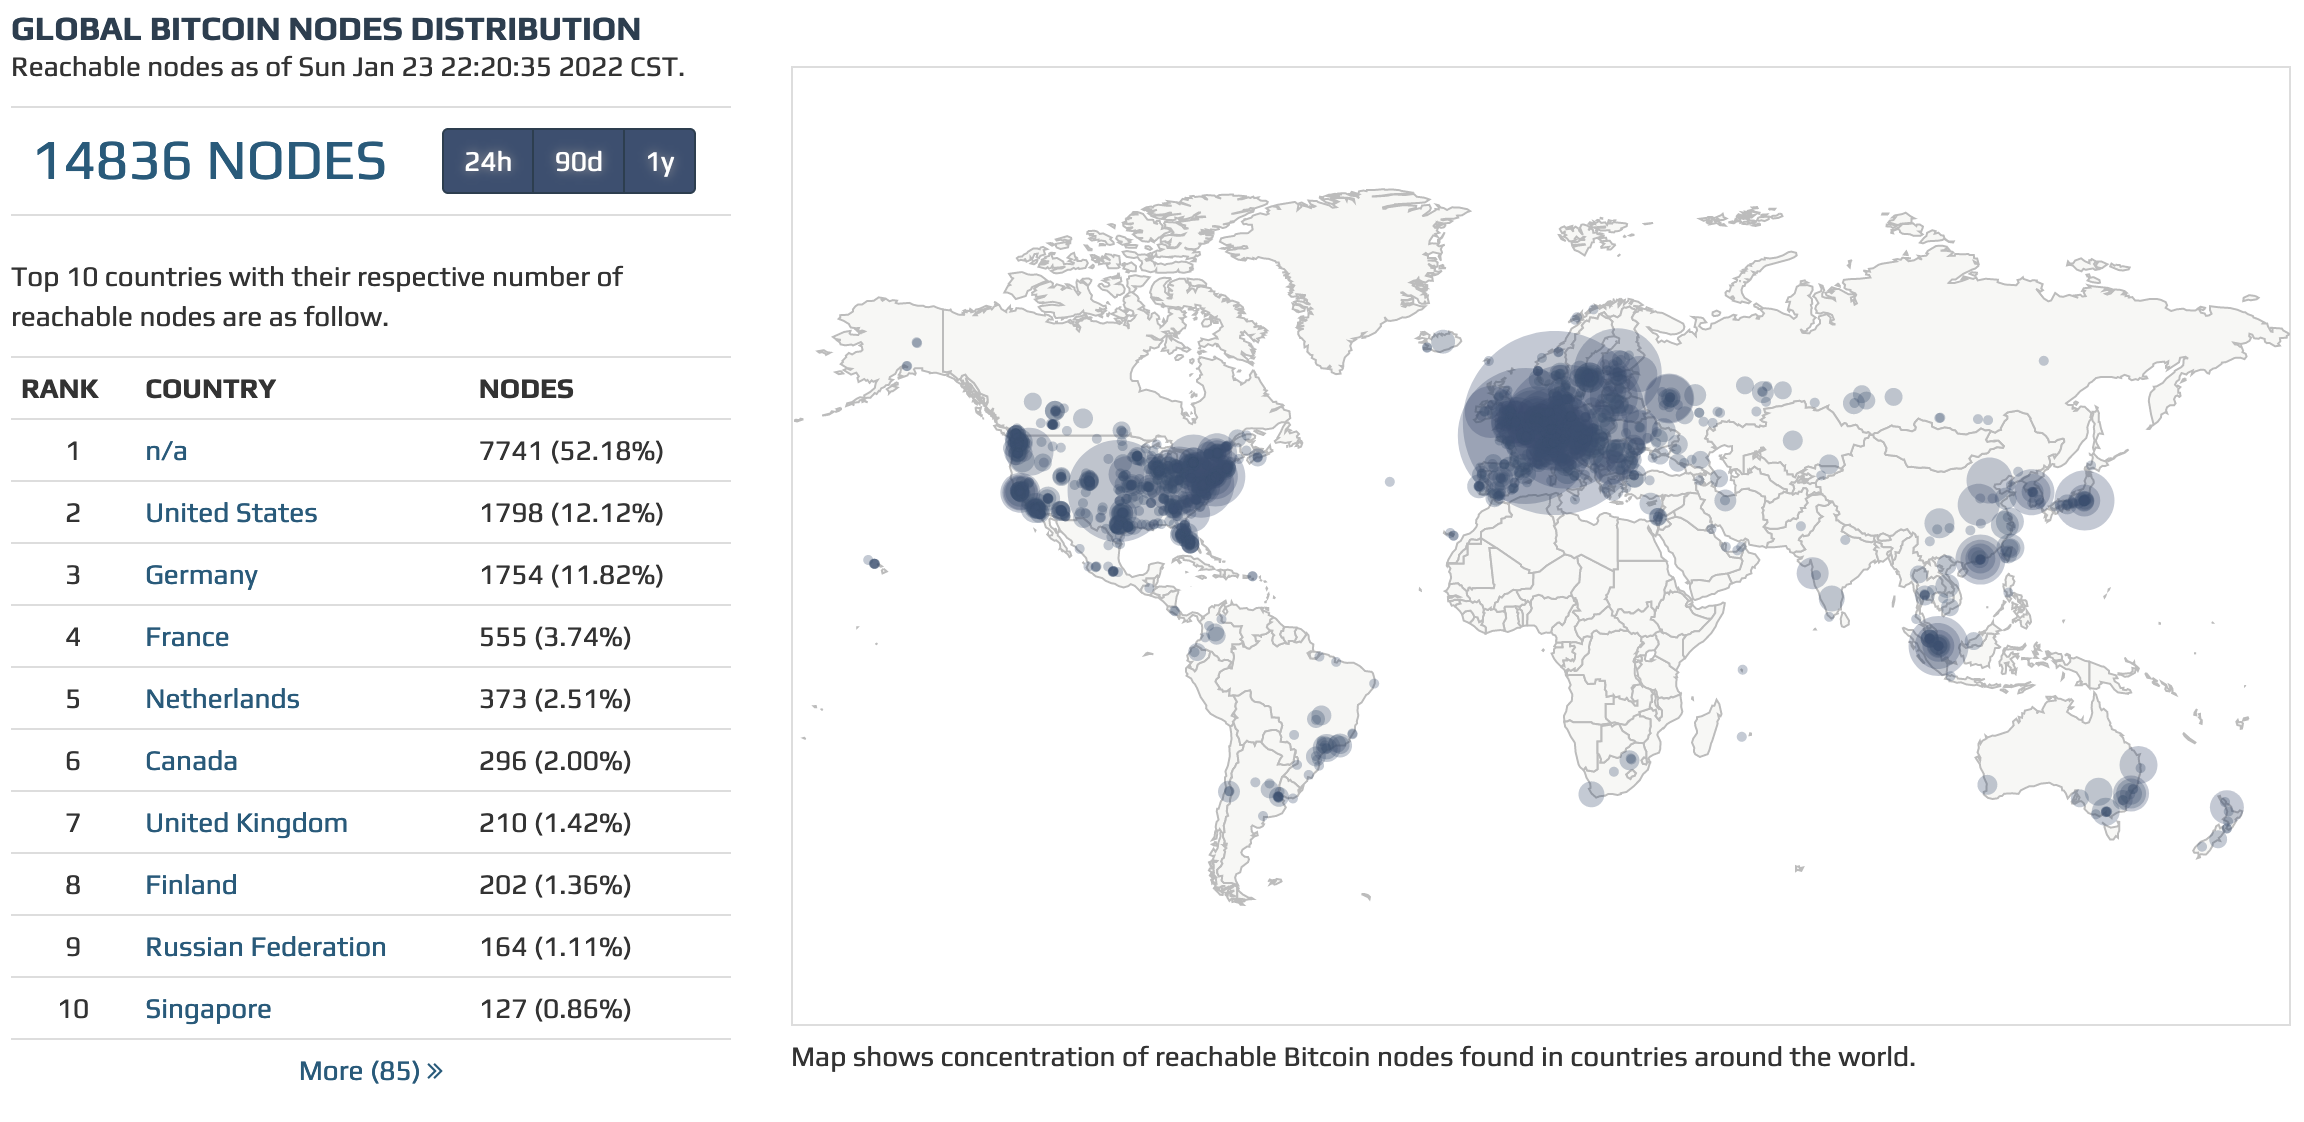 GLOBAL BITCOIN NODES DISTRIBUTION
Reachable nodes as of Sun Jan 23 22:20:35 2022 CST.
14836 NODES 24h 90d 1y
Top 10 countries with their respective number of
reachable nodes are as follow.
RANK COUNTRY NODES
1 n/a 7741 (52.18%)
2 United States 1798 (12.12%)
3 Germany 1754 (11.82%)
4 France 555 (3.74%)
5 Netherlands 373 (2.51%)
6 Canada 296 (2.00%)
7 United Kingdom 210 (1.42%)
8 Finland 202 (1.36%)
9 Russian Federation 164 (1.11%)
10 Singapore 127 (0.86%)
More (85) »
Map shows concentration of reachable Bitcoin nodes found in countries around the world.